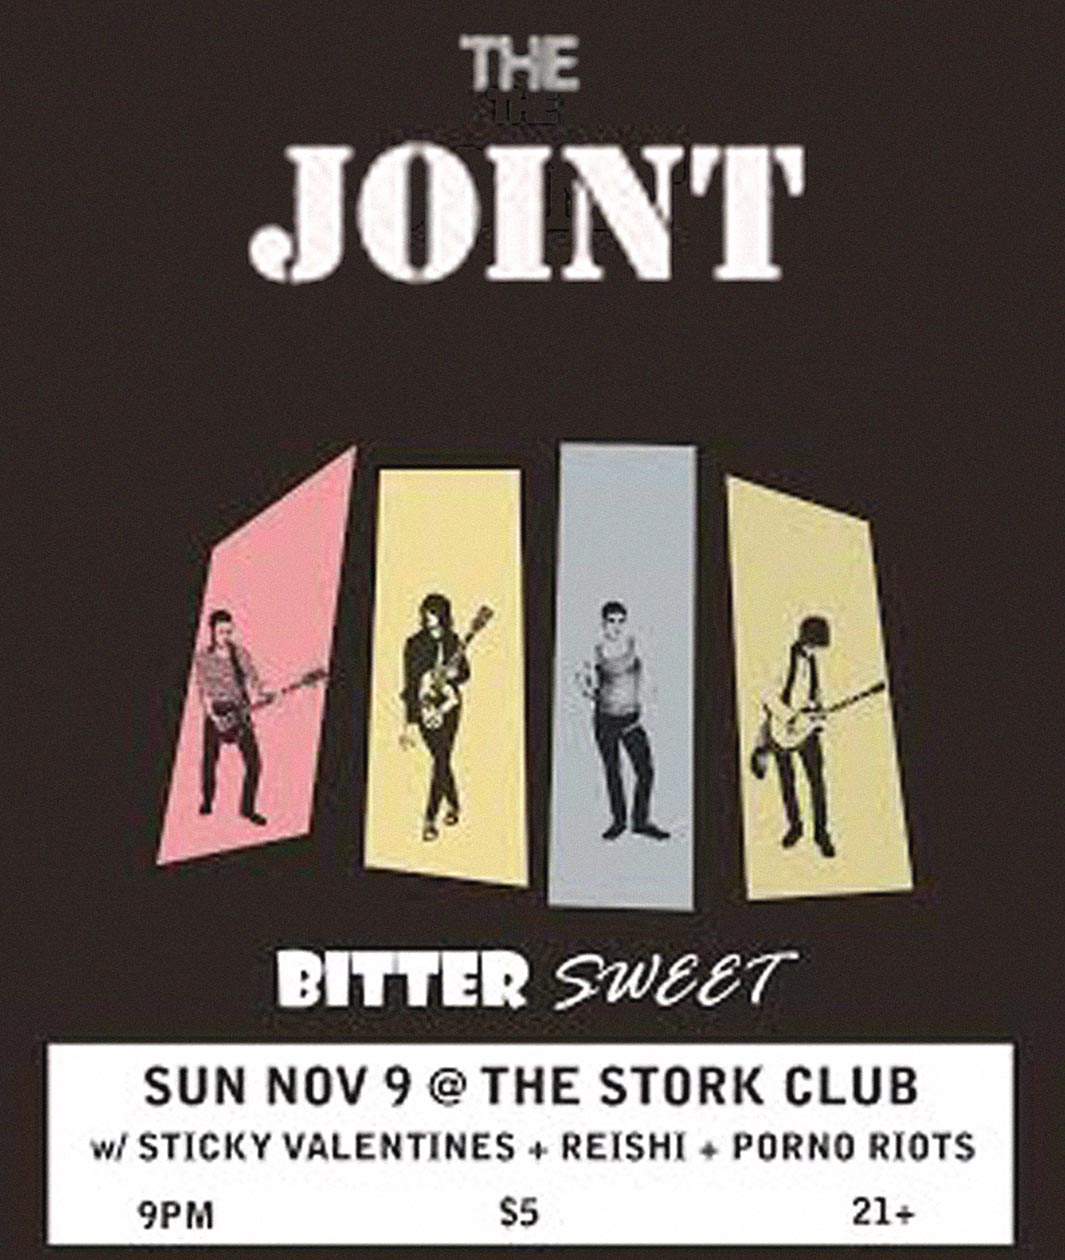 THE
JOINT
BITTER SWEET
SUN NOV 9 @ THE STORK CLUB
w/ STICKY VALENTINES + REISHI + PORNO RIOTS
9PM $5 21+